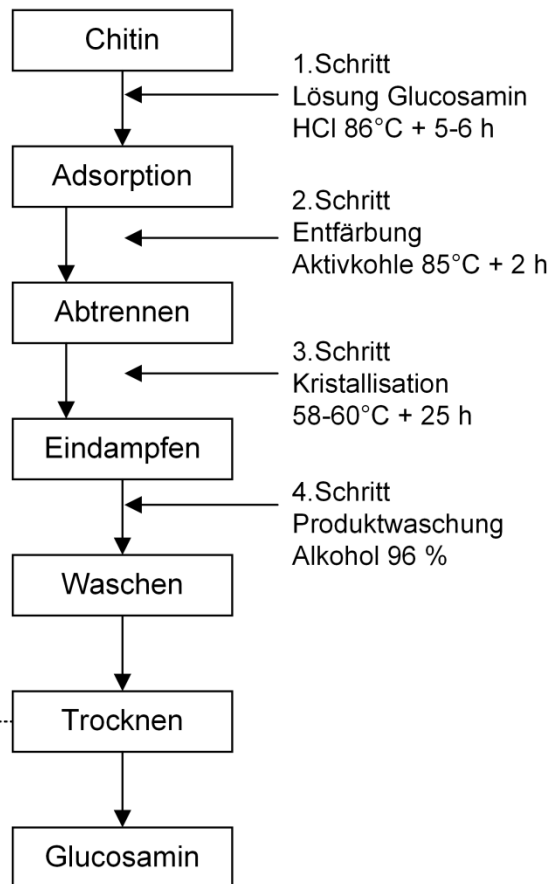 Chitin
1.Schritt
Lösung Glucosamin
HCl 86°C + 5-6 h
Adsorption
2.Schritt
Entfärbung
Aktivkohle 85°C + 2 h
Abtrennen
3.Schritt
Kristallisation
58-60°C + 25 h
Eindampfen
4.Schritt
Produktwaschung
Alkohol 96 %
Waschen
Trocknen
Glucosamin